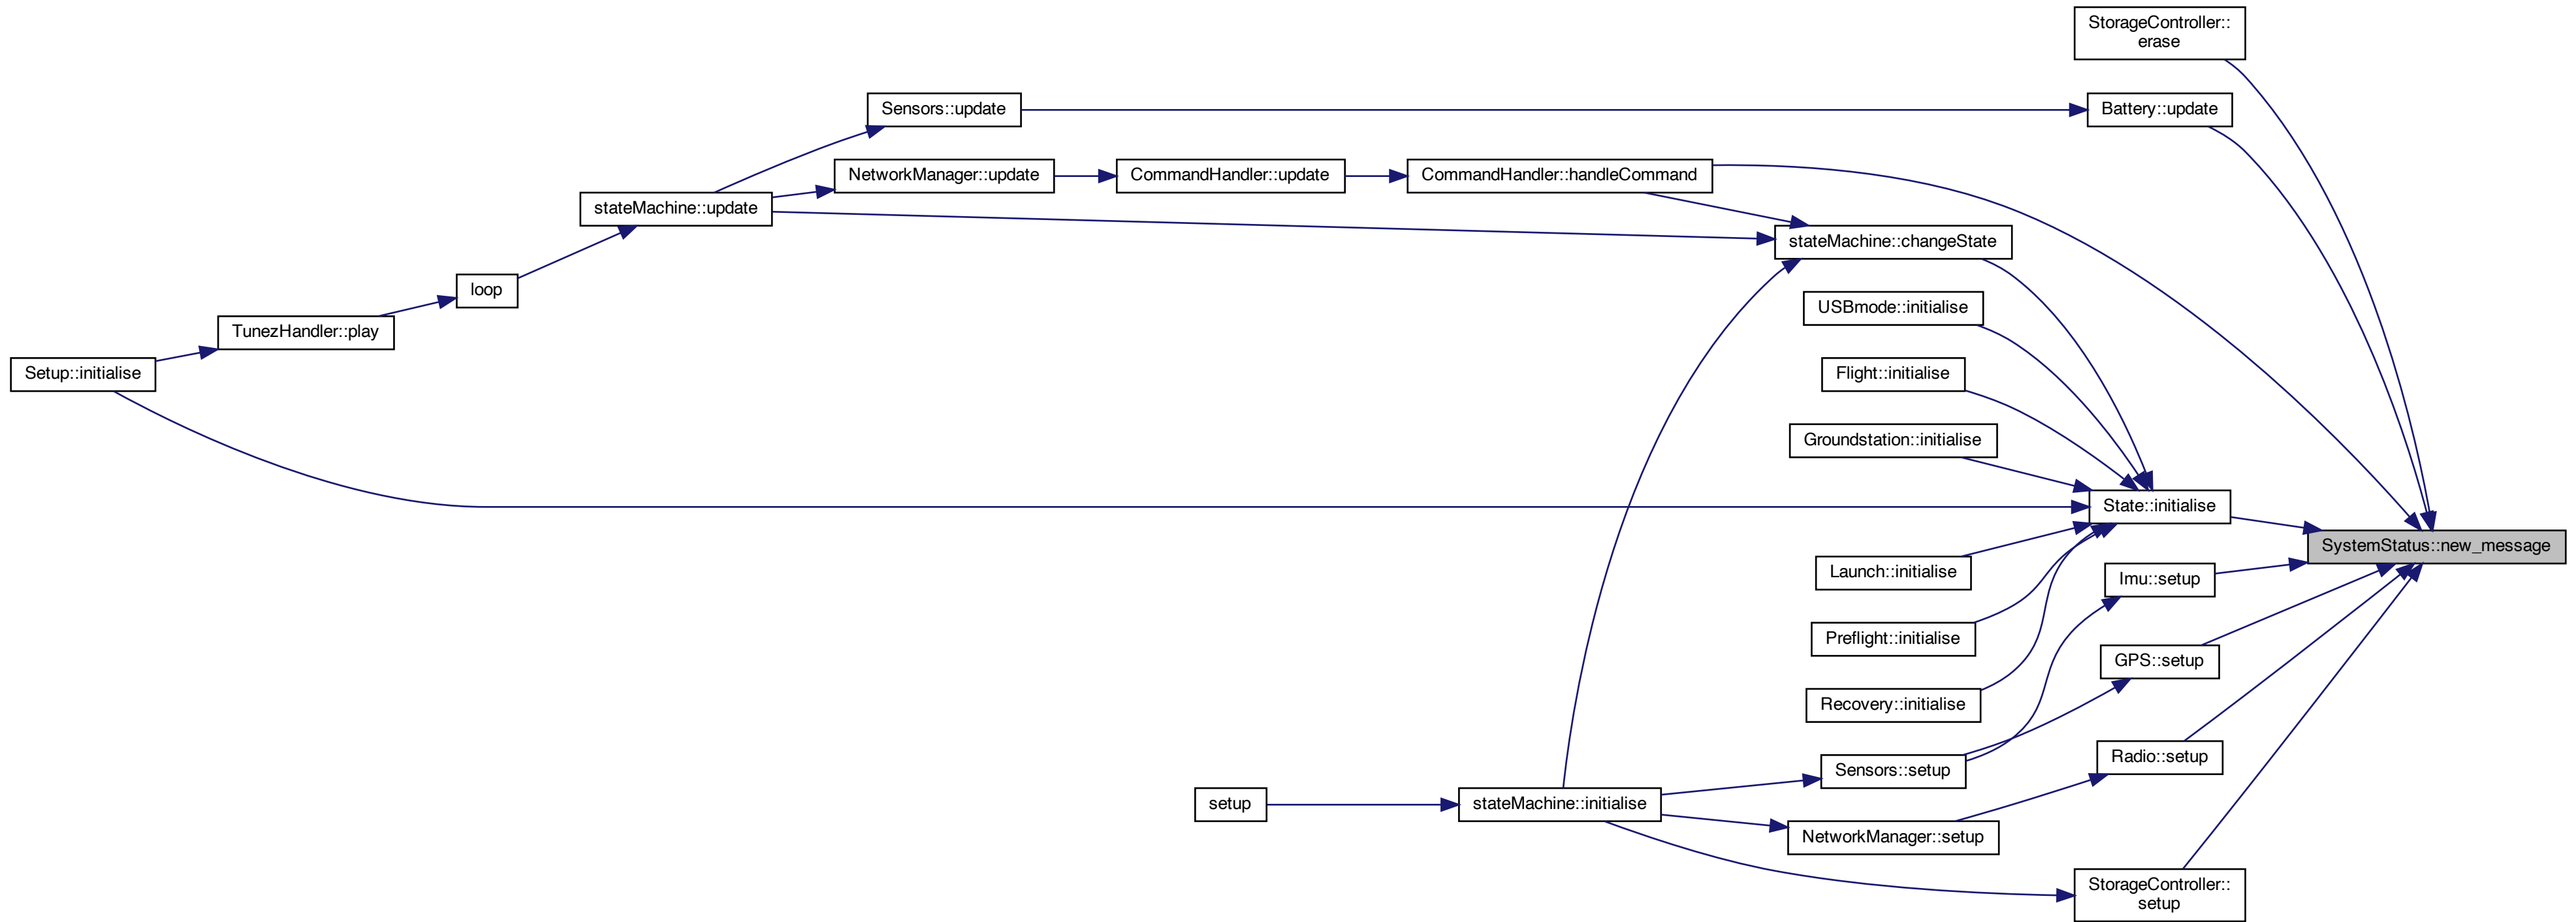 StorageController::
erase
Sensors::update
Battery::update
NetworkManager::update
CommandHandler::update
CommandHandler::handleCommand
stateMachine::update
stateMachine::changeState
loop
USBmode::initialise
TunezHandler::play
Setup::initialise
Flight::initialise
Groundstation::initialise
State::initialise
SystemStatus::new_message
Launch::initialise
Imu::setup
Preflight::initialise
GPS::setup
Recovery::initialise
Radio::setup
Sensors::setup
setup
stateMachine::initialise
NetworkManager::setup
StorageController::
setup